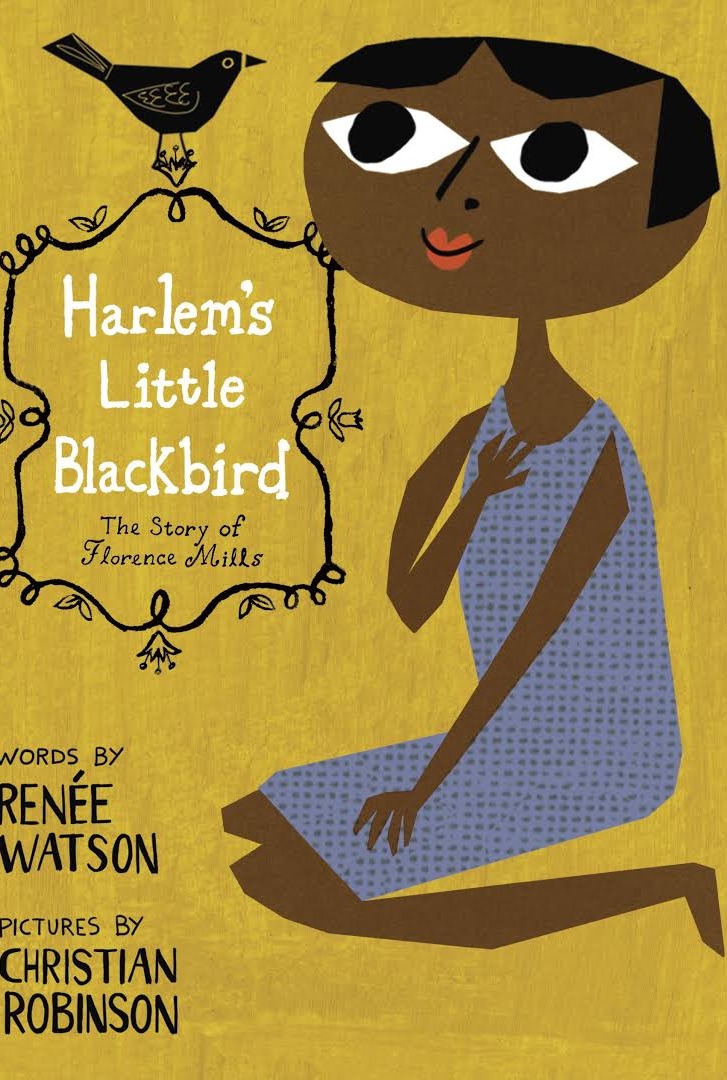 Harlem's
Little
Blackbird
The Story of
Florence Mills
WORDS BY
RENÉE
WATSON
PICTURES BY
CHRISTIAN
ROBINSON